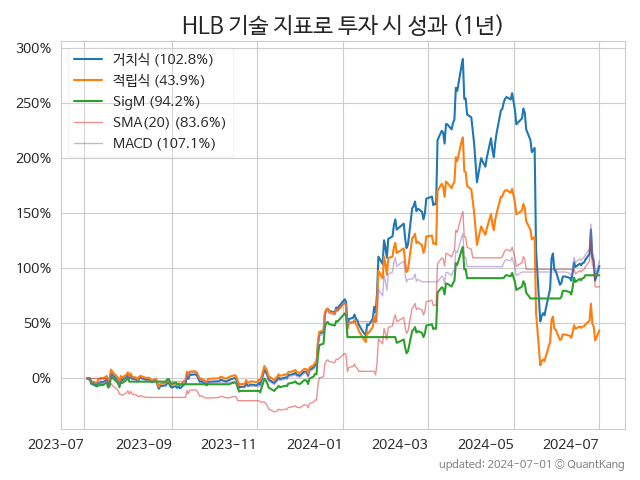 HLB 기술 지표로 투자 시 성과 (1년)
300%
250%
200%
150%
100%
50%
0%
거치식 (102.8%)
적립식 (43.9%)
SigM (94.2%)
SMA(20) (83.6%)
MACD (107.1%)
2023-07
2023-09
2023-11
2024-01
2024-03
2024-05
2024-07
updated: 2024-07-01 © QuantKang